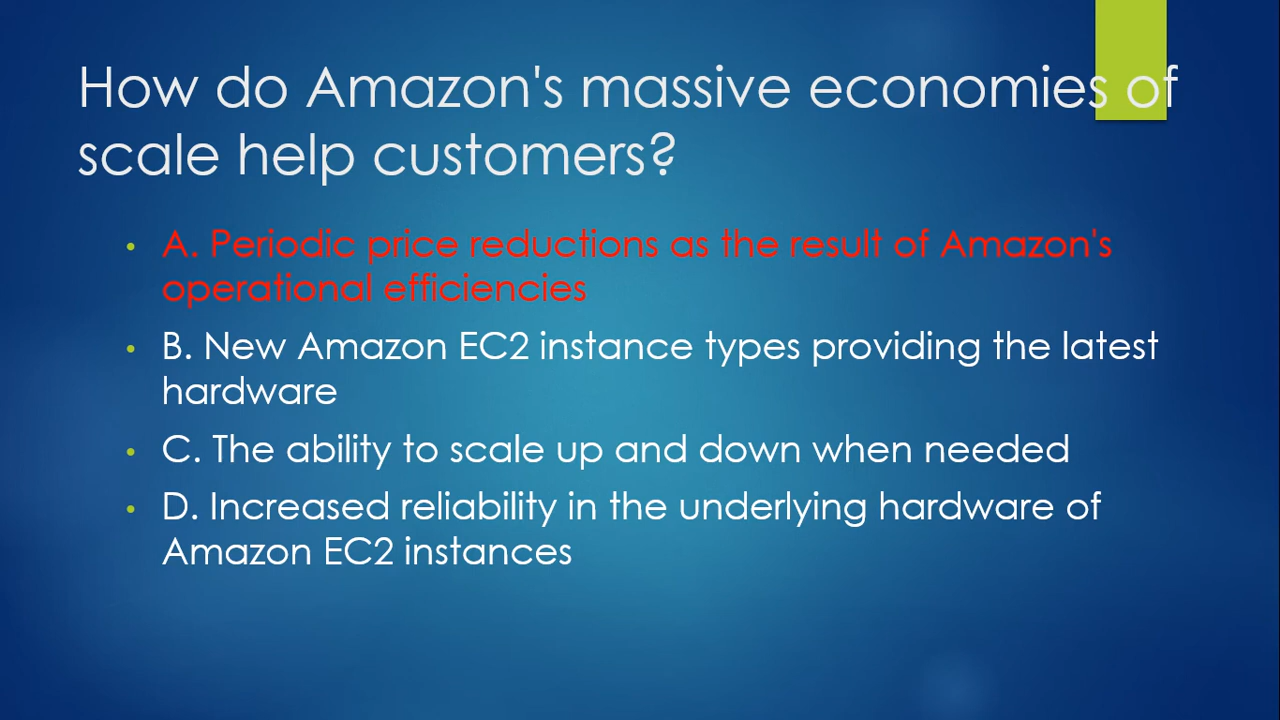 How do Amazon's massive economies of
scale help customers?
• A. Periodic price reductions as the result of Amazon's
operational efficiencies
• B. New Amazon EC2 instance types providing the latest
hardware
• C. The ability to scale up and down when needed
• D. Increased reliability in the underlying hardware of
Amazon EC2 instances